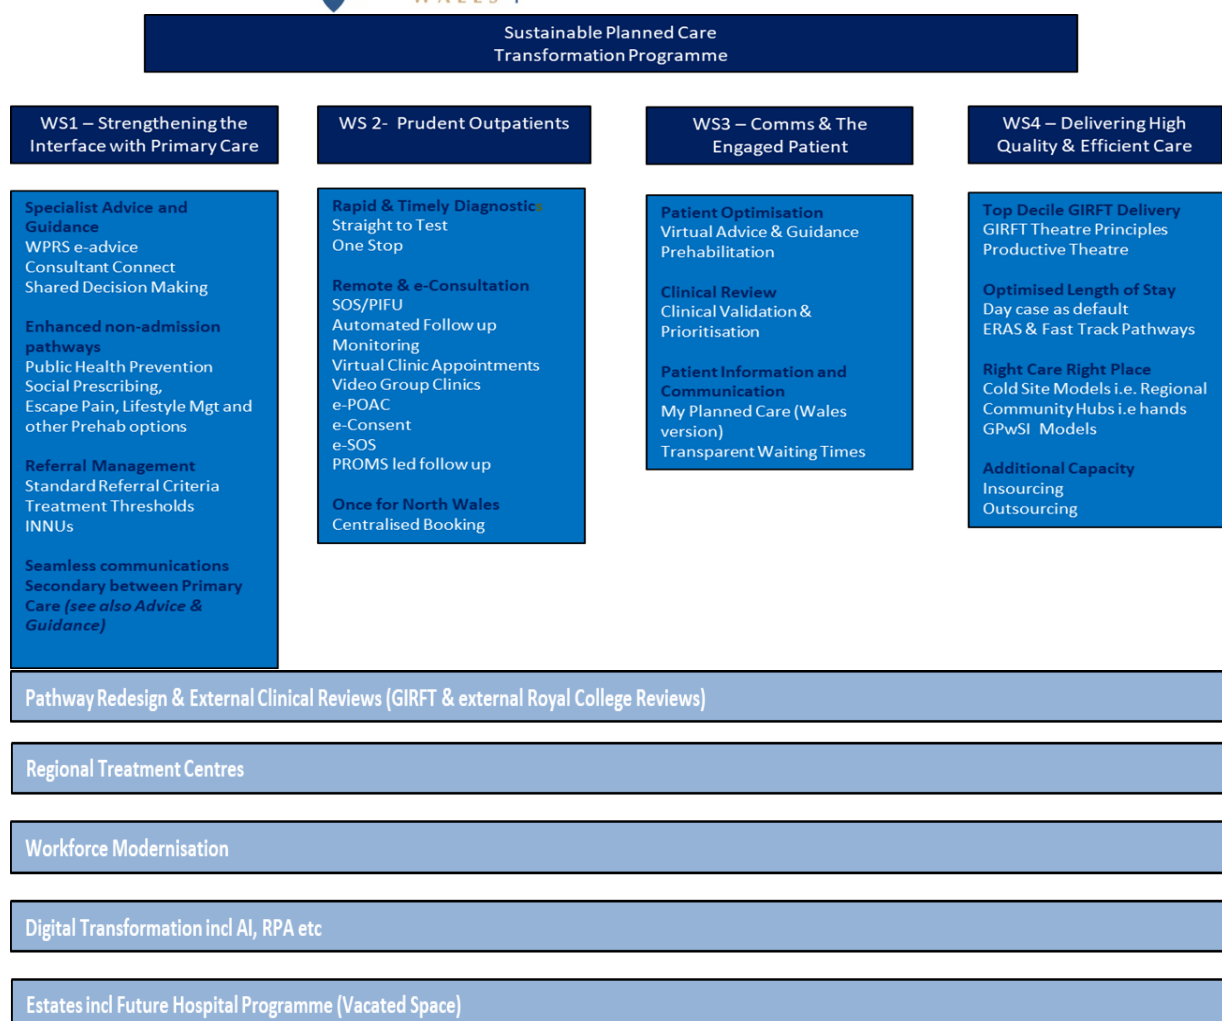 WALES
Sustainable Planned Care
Transformation Programme
WS1 – Strengthening the
Interface with Primary Care
Specialist Advice and
Guidance
WPRS e-advice
Consultant Connect
Shared Decision Making
Enhanced non-admission
pathways
Public Health Prevention
Social Prescribing,
Escape Pain, Lifestyle Mgt and
other Prehab options
Referral Management
Standard Referral Criteria
Treatment Thresholds
INNUs
Seamless communications
Secondary between Primary
Care (see also Advice &
Guidance)
WS 2- Prudent Outpatients
Rapid & Timely Diagnostics
Straight to Test
One Stop
Remote & e-Consultation
SOS/PIFU
Automated Follow up
Monitoring
Virtual Clinic Appointments
Video Group Clinics
e-POAC
e-Consent
e-SOS
PROMS led follow up
Once for North Wales
Centralised Booking
WS3 – Comms & The
Engaged Patient
Patient Optimisation
Virtual Advice & Guidance
Prehabilitation
Clinical Review
Clinical Validation &
Prioritisation
Patient Information and
Communication
My Planned Care (Wales
version)
Transparent Waiting Times
WS4 – Delivering High
Quality & Efficient Care
Top Decile GIRFT Delivery
GIRFT Theatre Principles
Productive Theatre
Optimised Length of Stay
Day case as default
ERAS & Fast Track Pathways
Right Care Right Place
Cold Site Models i.e. Regional
Community Hubs i.e hands
GPwSI Models
Additional Capacity
Insourcing
Outsourcing
Pathway Redesign & External Clinical Reviews (GIRFT & external Royal College Reviews)
Regional Treatment Centres
Workforce Modernisation
Digital Transformation incl AI, RPA etc
Estates incl Future Hospital Programme (Vacated Space)